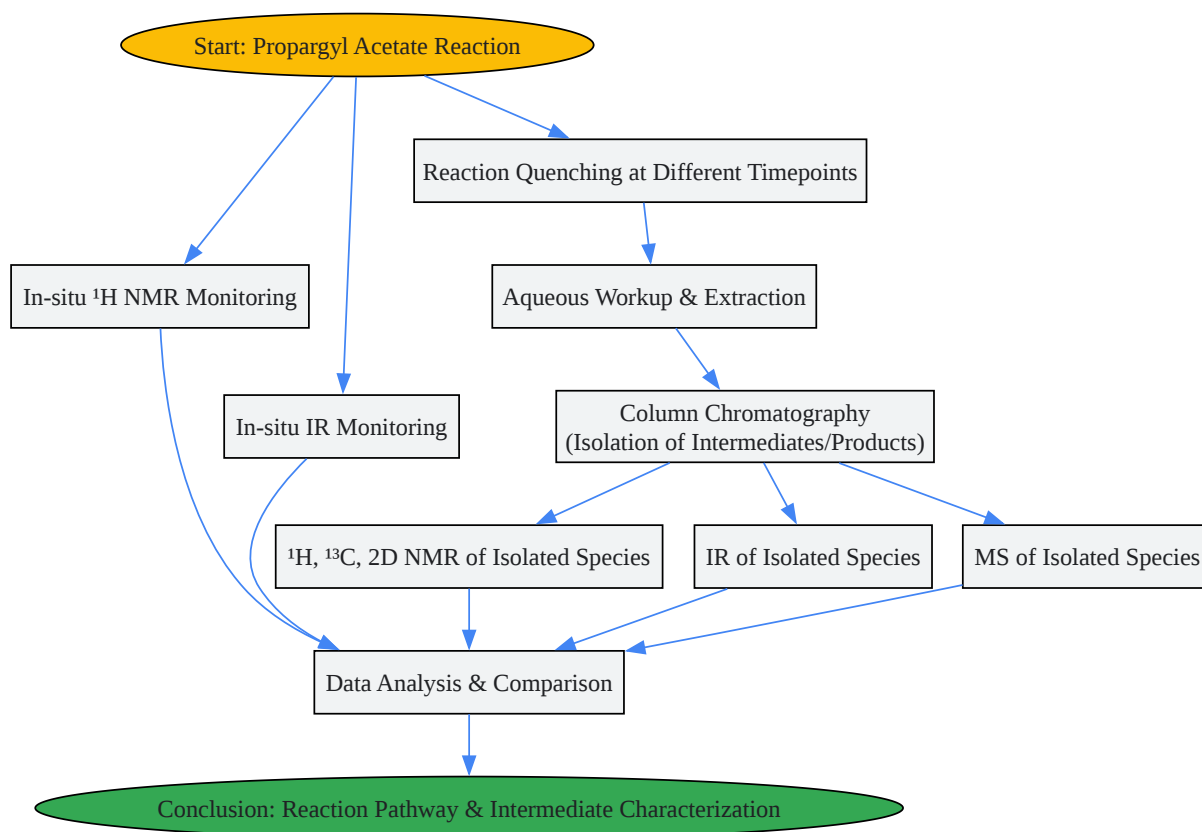 Start: Propargyl Acetate Reaction
Reaction Quenching at Different Timepoints
In-situ ¹H NMR Monitoring
Aqueous Workup & Extraction
In-situ IR Monitoring
Column Chromatography
(Isolation of Intermediates/Products)
¹H, ¹³C, 2D NMR of Isolated Species
IR of Isolated Species
MS of Isolated Species
Data Analysis & Comparison
Conclusion: Reaction Pathway & Intermediate Characterization